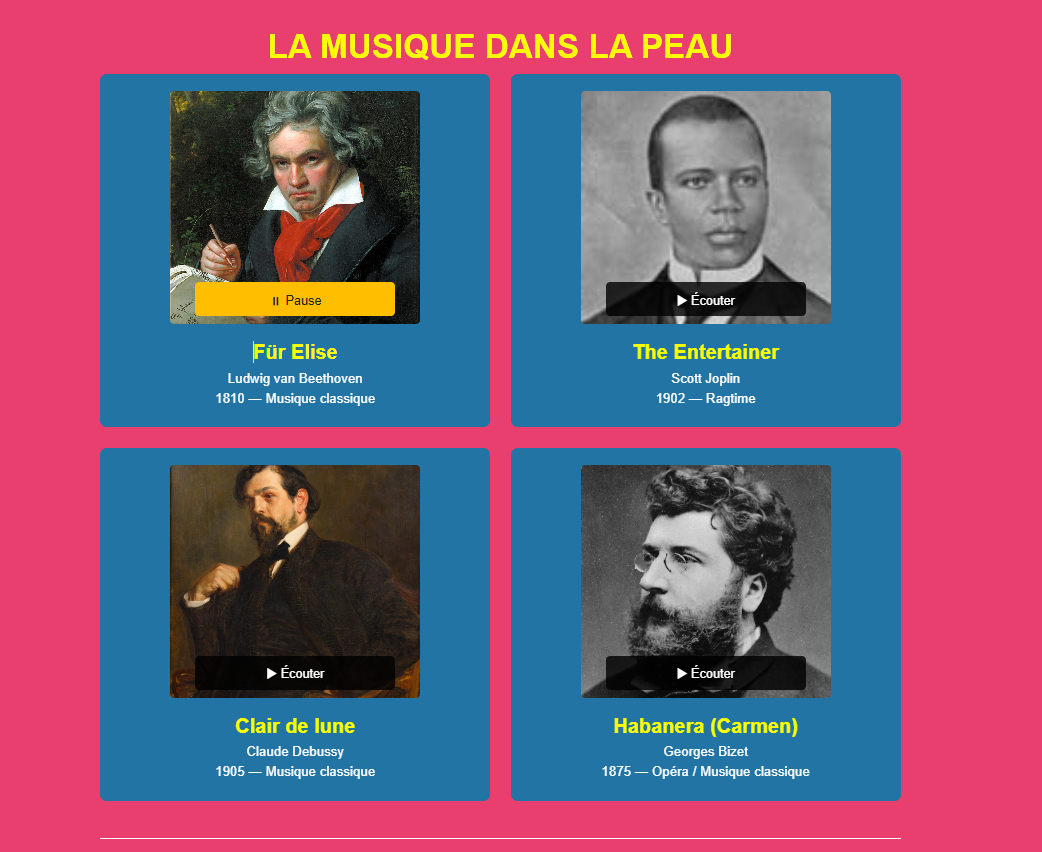 LA MUSIQUE DANS LA PEAU
⏸ Pause
Für Elise
Ludwig van Beethoven
1810 — Musique classique
▶ Écouter
The Entertainer
Scott Joplin
1902 — Ragtime
▶ Écouter
Clair de lune
Claude Debussy
1905 — Musique classique
▶ Écouter
Habanera (Carmen)
Georges Bizet
1875 — Opéra / Musique classique